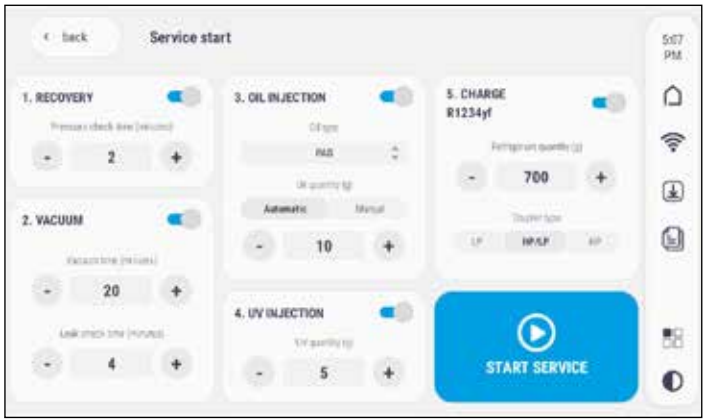 back
Service start
5:07
PM
1. RECOVERY
Pressure check time (minutes)
- 2 +
2. VACUUM
Vacuum time (minutes)
- 20 +
Leak check time (minutes)
- 4 +
3. OIL INJECTION
Oil type
PAG
Oil quantity (g)
Automatic Manual
- 10 +
4. UV INJECTION
UV quantity (g)
- 5 +
5. CHARGE
R1234yf
Refrigerant quantity (g)
- 700 +
Coupler type
LP HP/LP HP
START SERVICE